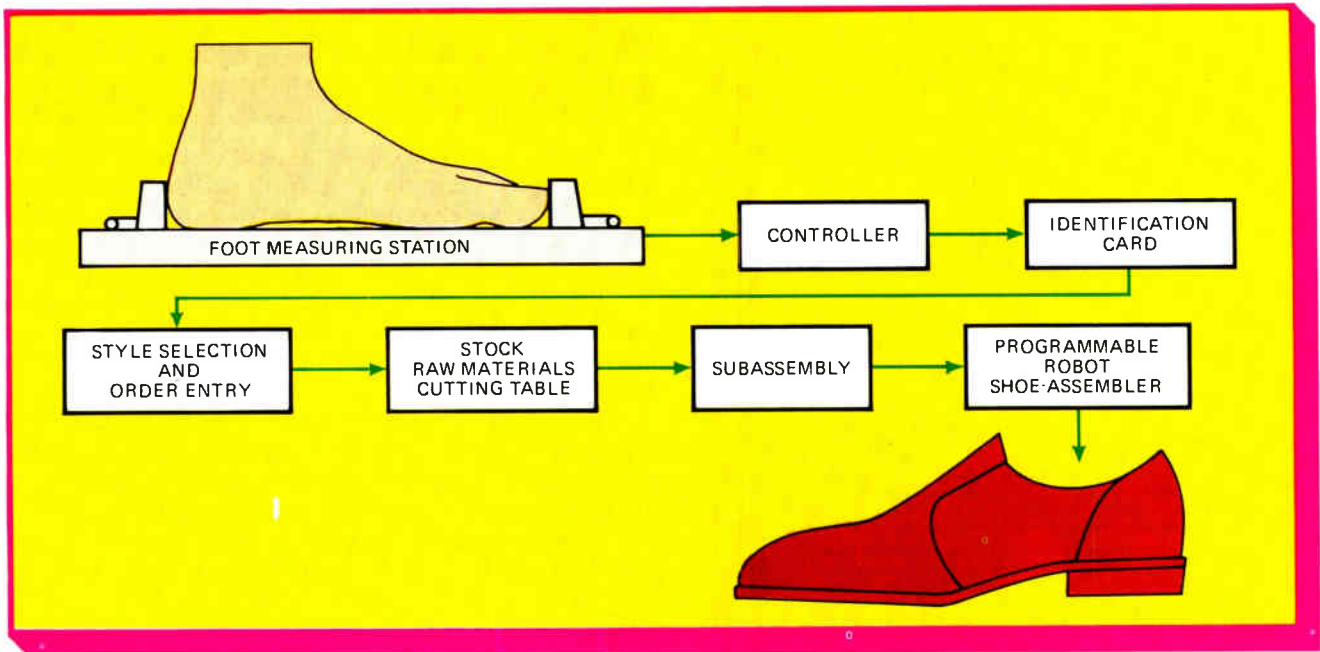 FOOT MEASURING STATION
CONTROLLER
IDENTIFICATION
CARD
STYLE SELECTION
AND
ORDER ENTRY
STOCK
RAW MATERIALS
CUTTING TABLE
SUBASSEMBLY
PROGRAMMABLE
ROBOT
SHOE-ASSEMBLER